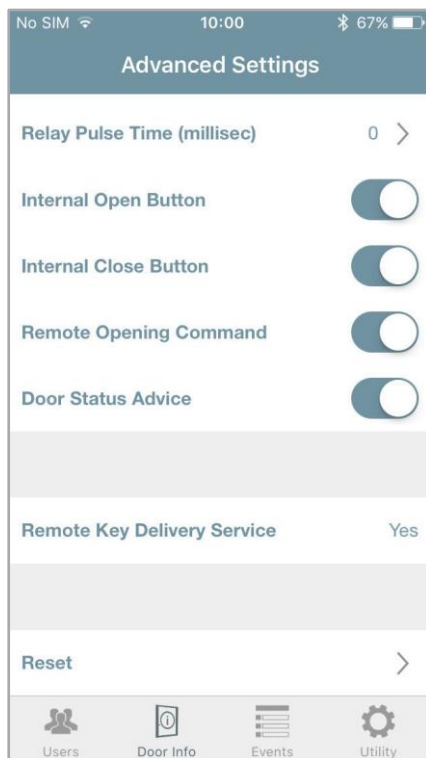 No SIM 10:00 67%
Advanced Settings
Relay Pulse Time (millisec) 0
Internal Open Button
Internal Close Button
Remote Opening Command
Door Status Advice
Remote Key Delivery Service Yes
Reset
Users Door Info Events Utility